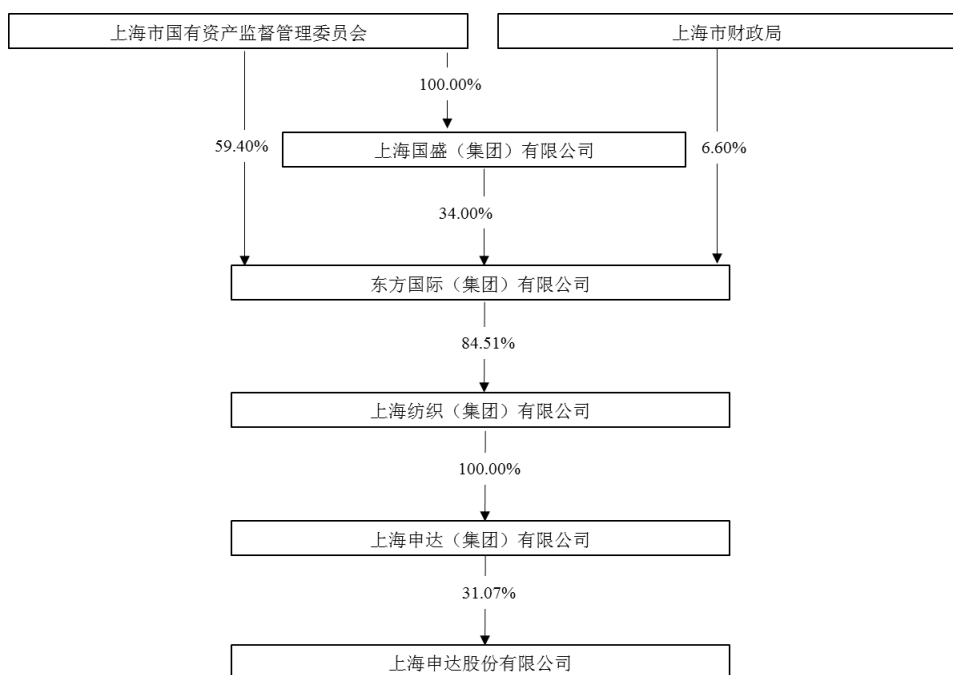 上海市国有资产监督管理委员会
上海市财政局
100.00%
59.40%
上海国盛（集团）有限公司
6.60%
34.00%
东方国际（集团）有限公司
84.51%
上海纺织（集团）有限公司
100.00%
上海申达（集团）有限公司
31.07%
上海申达股份有限公司